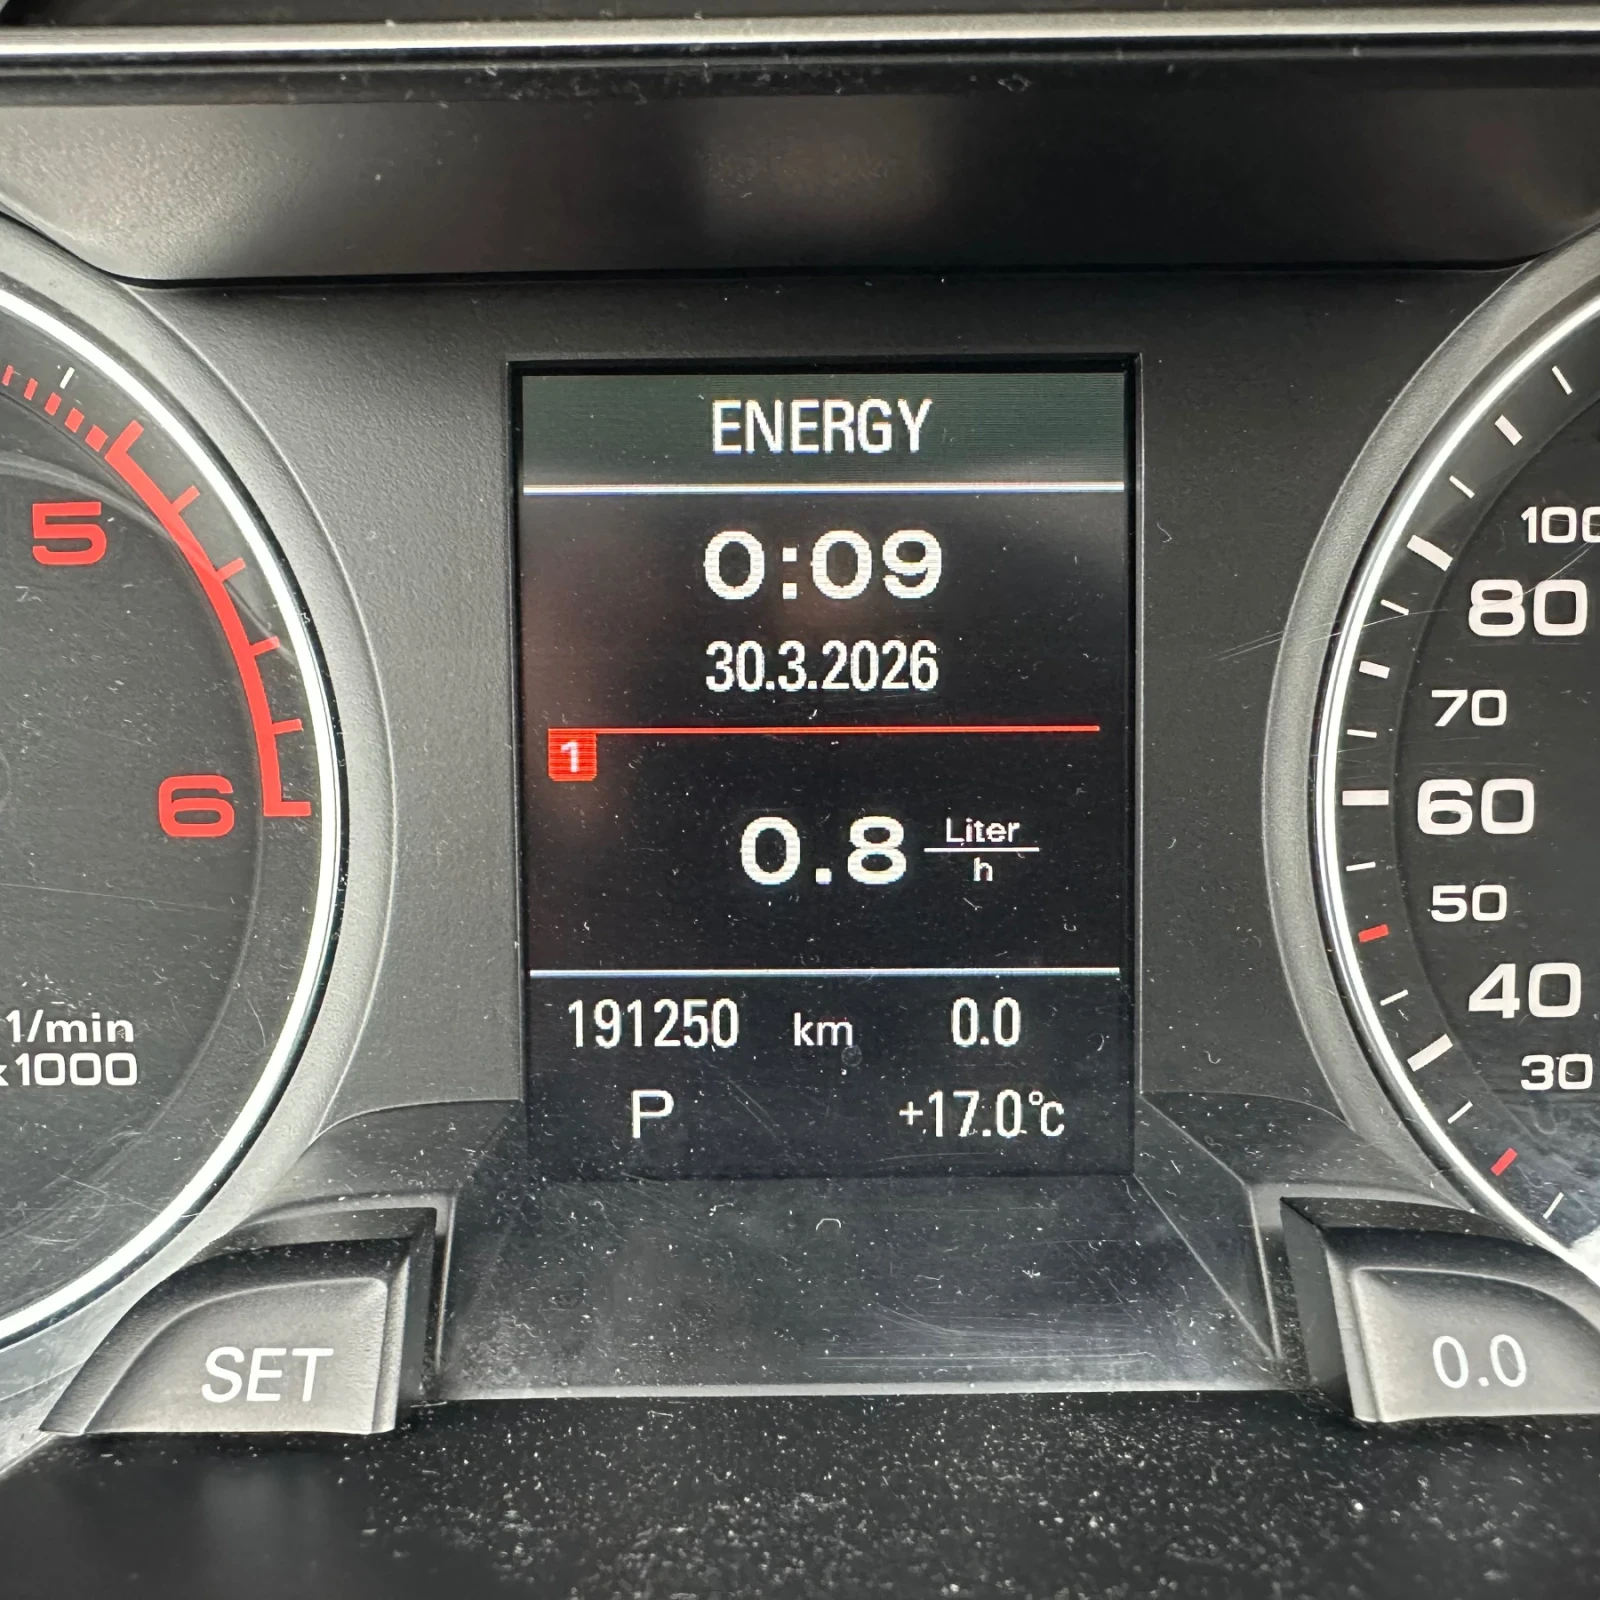 ENERGY
0:09
30.3.2026
1
0.8 Liter/h
191250 km 0.0
P +17.0°C
5
6
1/min
x1000
100
80
70
60
50
40
30
SET
0.0